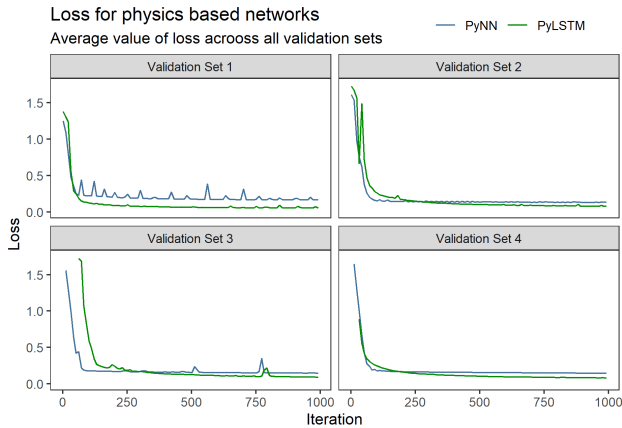 Loss for physics based networks
Average value of loss acrooss all validation sets
PyNN PyLSTM
Validation Set 1 Validation Set 2
1.5
1.0
0.5
0.0
Validation Set 3 Validation Set 4
1.5
1.0
0.5
0.0
Loss
0 250 500 750 1000 0 250 500 750 1000
Iteration